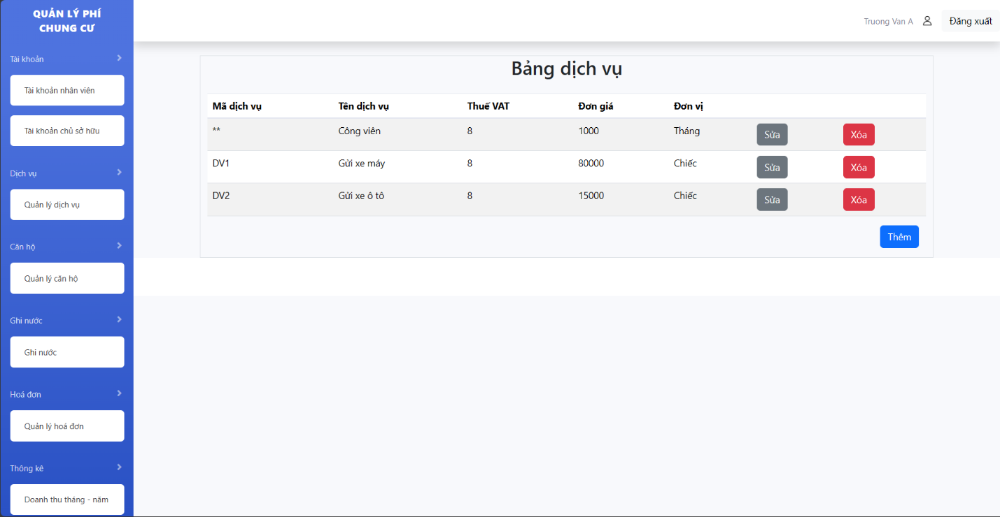 QUẢN LÝ PHÍ
CHUNG CƯ
Truong Van A
Đăng xuất
Tài khoản
Tài khoản nhân viên
Tài khoản chủ sở hữu
Dịch vụ
Quản lý dịch vụ
Căn hộ
Quản lý căn hộ
Ghi nước
Ghi nước
Hoá đơn
Quản lý hoá đơn
Thông kê
Doanh thu tháng - năm
Bảng dịch vụ
Mã dịch vụ Tên dịch vụ Thuế VAT Đơn giá Đơn vị
** Công viên 8 1000 Tháng Sửa Xóa
DV1 Gửi xe máy 8 80000 Chiếc Sửa Xóa
DV2 Gửi xe ô tô 8 15000 Chiếc Sửa Xóa
Thêm